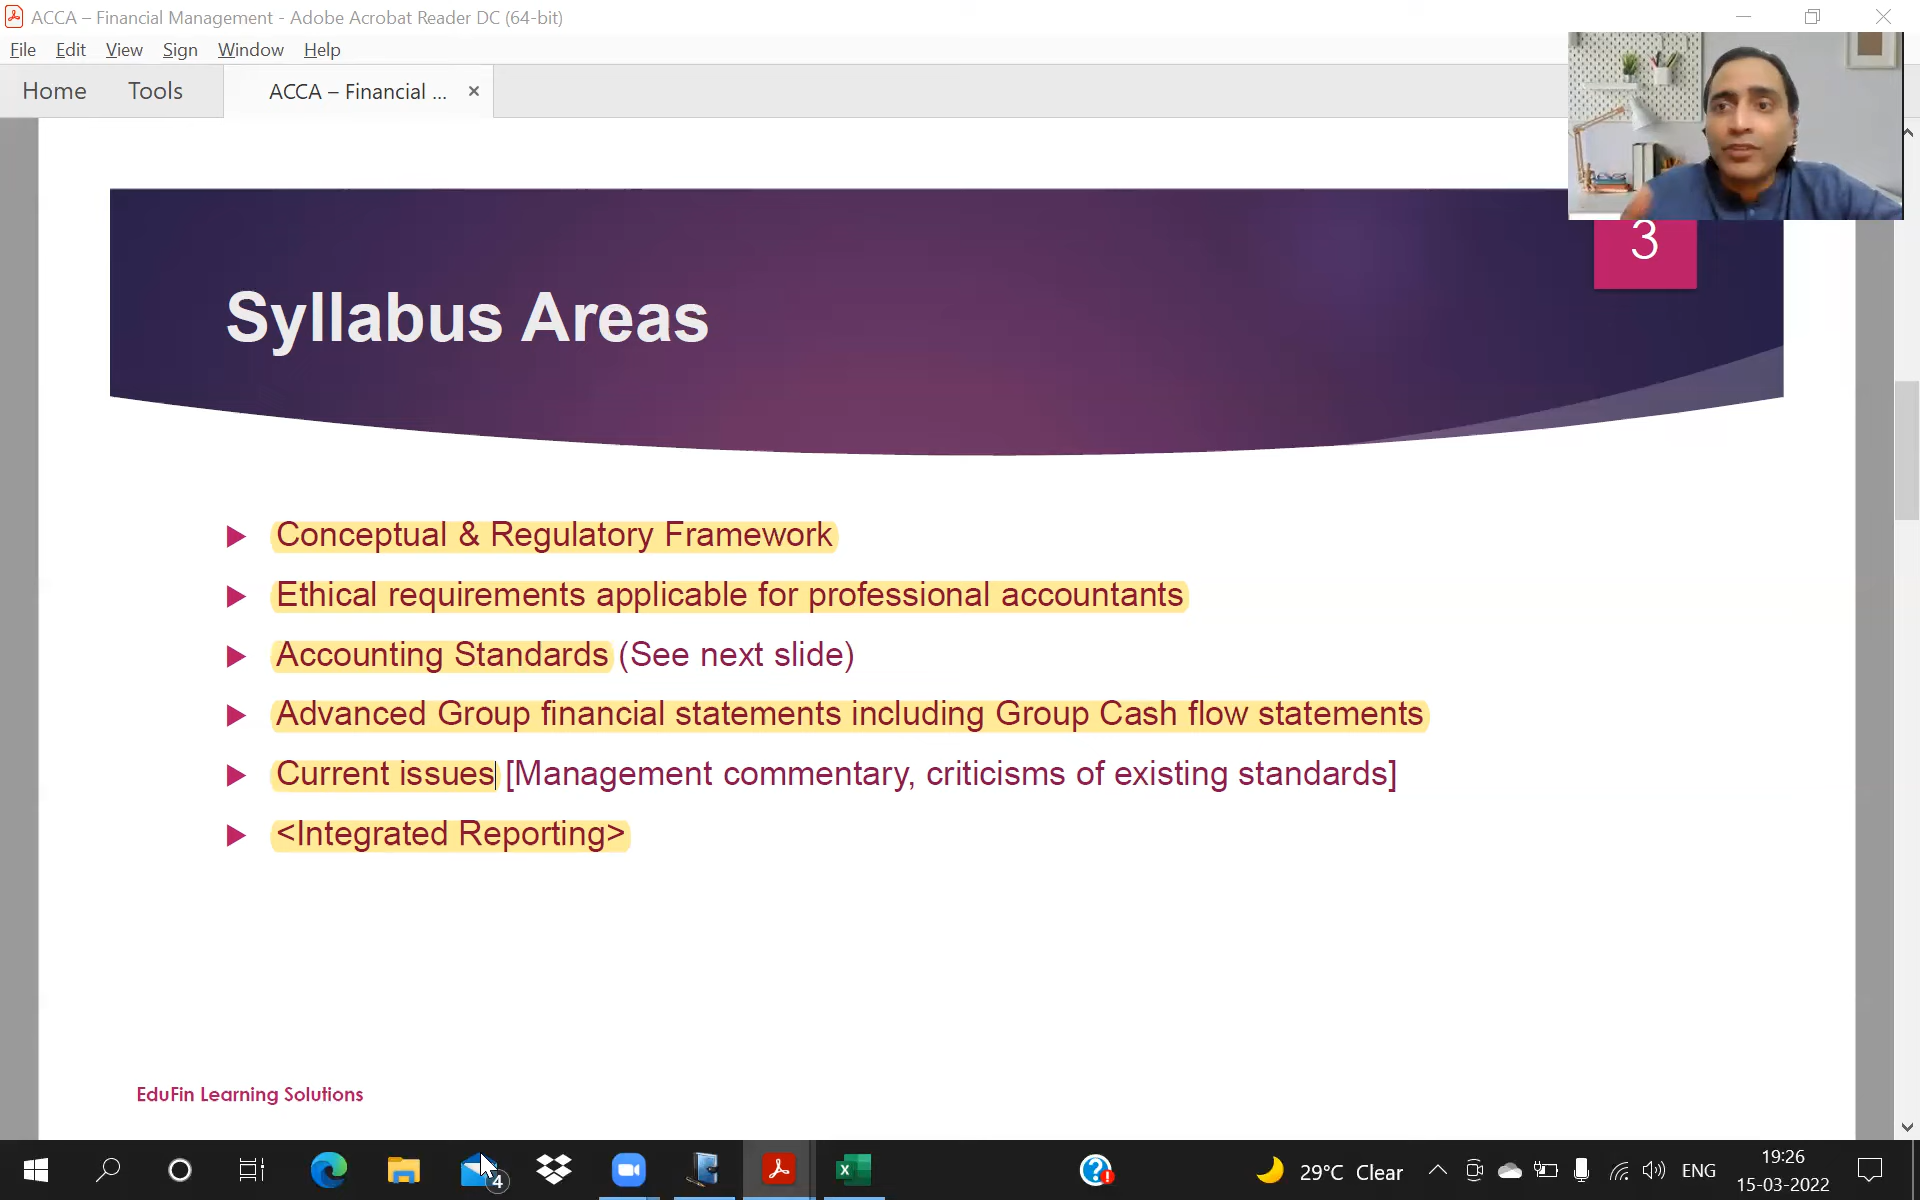 ACCA – Financial Management - Adobe Acrobat Reader DC (64-bit)
File Edit View Sign Window Help
Home Tools ACCA – Financial ... ×
3
Syllabus Areas
Conceptual & Regulatory Framework
Ethical requirements applicable for professional accountants
Accounting Standards (See next slide)
Advanced Group financial statements including Group Cash flow statements
Current issues [Management commentary, criticisms of existing standards]
<Integrated Reporting>
EduFin Learning Solutions
4
29°C Clear
ENG
19:26
15-03-2022